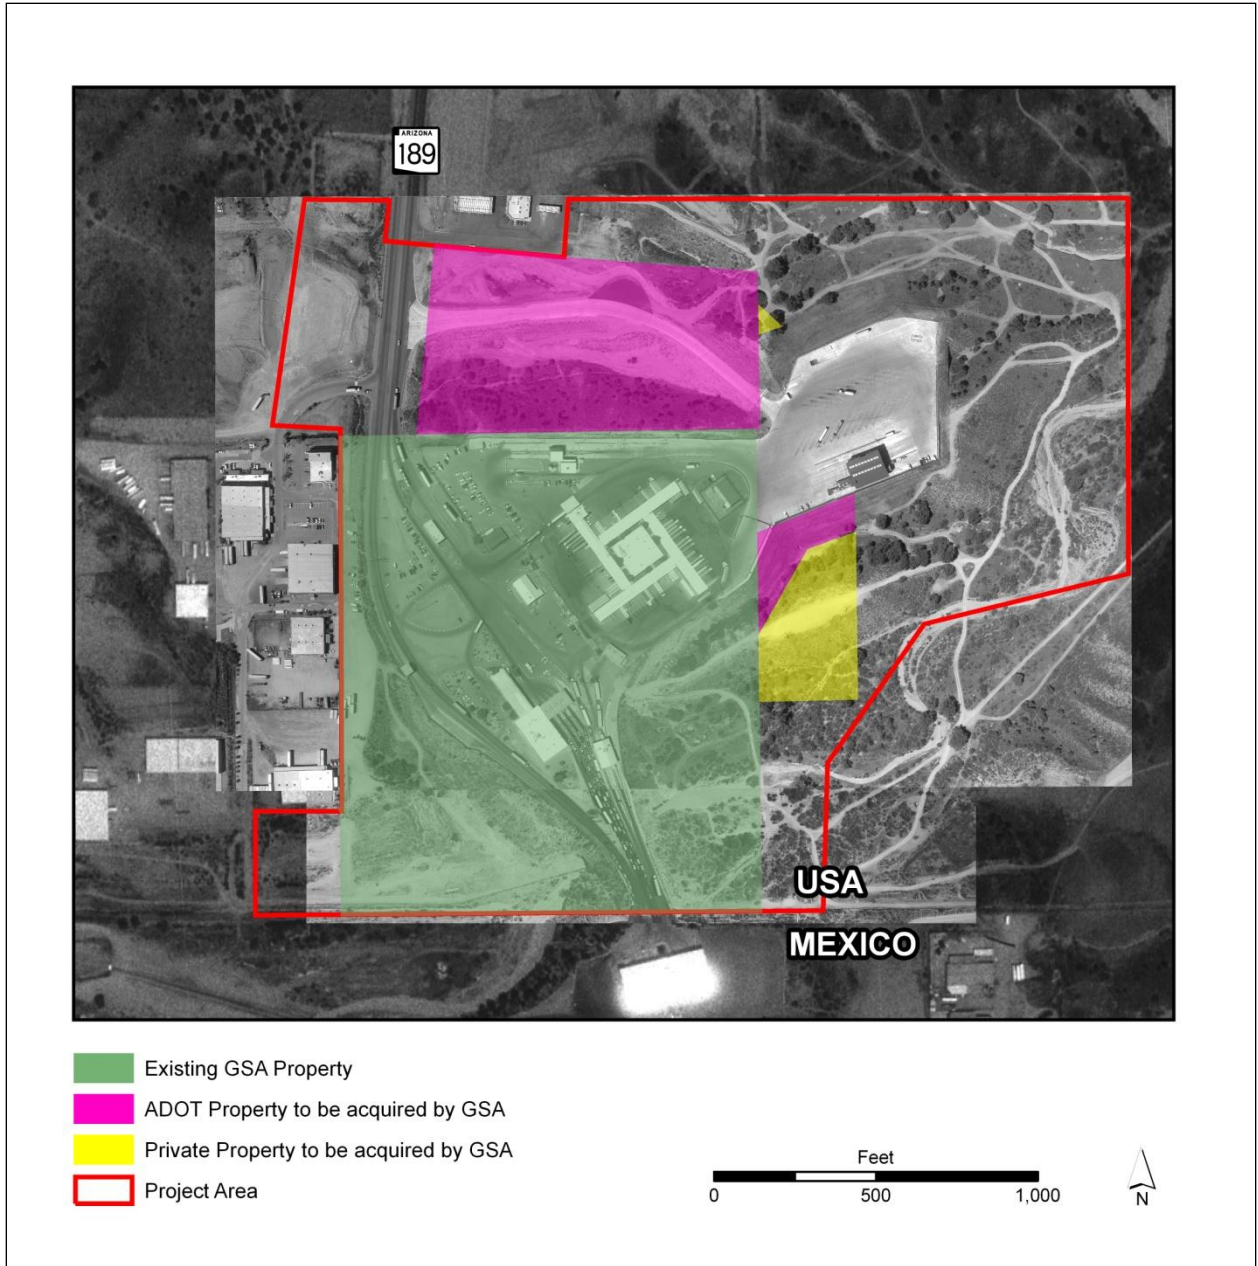 ARIZONA
189
USA
MEXICO
Existing GSA Property
ADOT Property to be acquired by GSA
Private Property to be acquired by GSA
Project Area
Feet
0 500 1,000
N